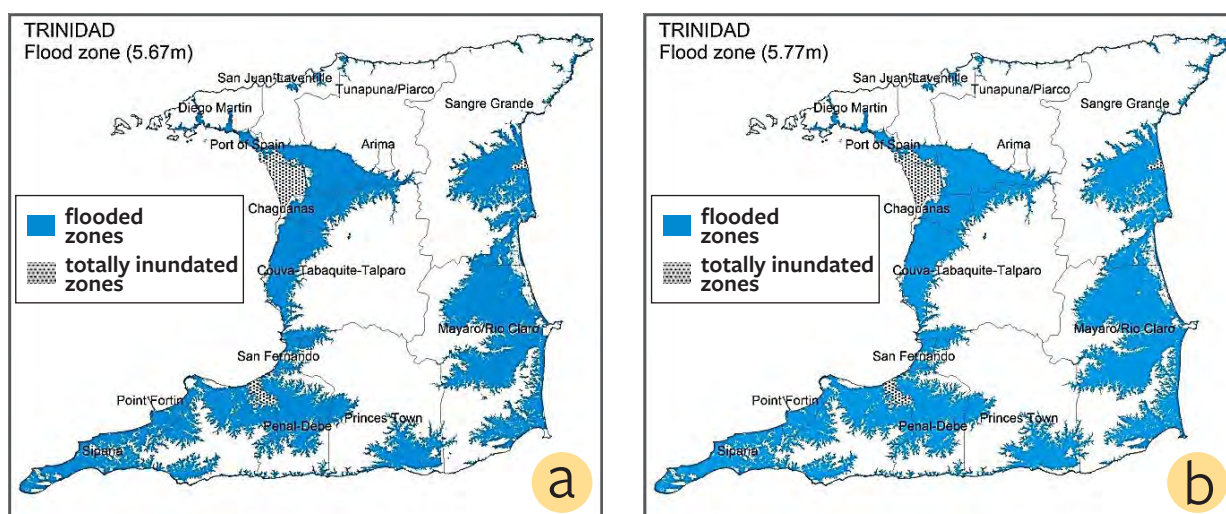 TRINIDAD
Flood zone (5.67m)
San Juan-Laventille
Tunapuna/Piarco
Diego Martin
Sangre Grande
Port of Spain
Arima
Chaguanas
flooded
zones
totally inundated
zones
Couva-Tabaquite-Talparo
Mayaro/Rio Claro
San Fernando
Point Fortin
Princes Town
Penal-Debe
Siparia
a
TRINIDAD
Flood zone (5.77m)
San Juan-Laventille
Tunapuna/Piarco
Diego Martin
Sangre Grande
Port of Spain
Arima
Chaguanas
flooded
zones
totally inundated
zones
Couva-Tabaquite-Talparo
Mayaro/Rio Claro
San Fernando
Point Fortin
Princes Town
Penal-Debe
Siparia
b